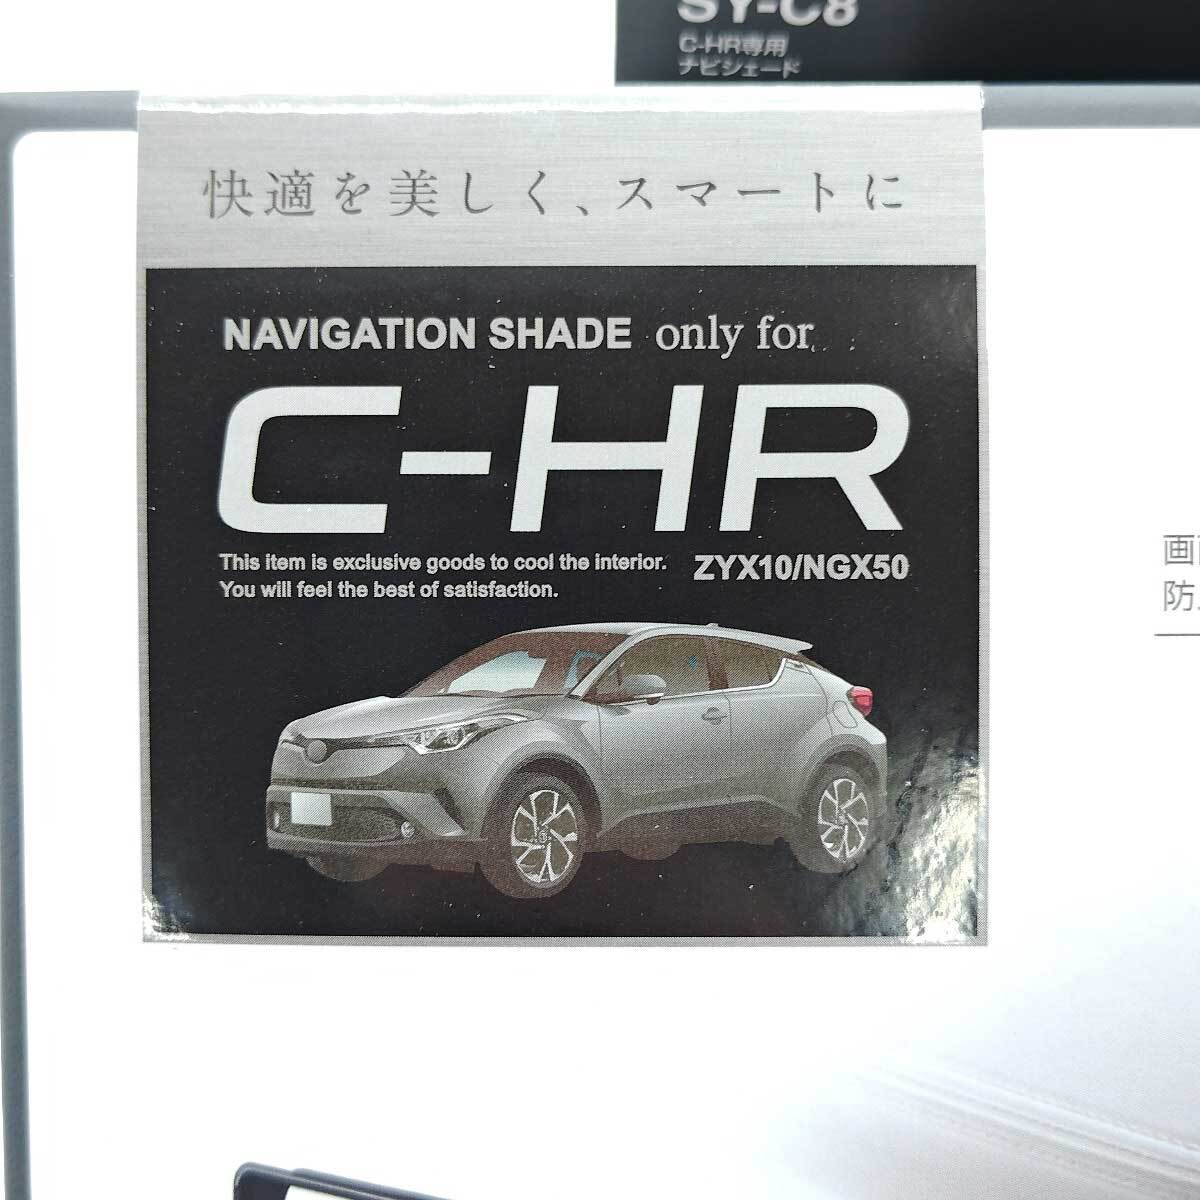 SY-C8
C-HR専用
ナビシェード
快適を美しく、スマートに
NAVIGATION SHADE only for
C-HR
This item is exclusive goods to cool the interior.
You will feel the best of satisfaction.
ZYX10/NGX50
画
防